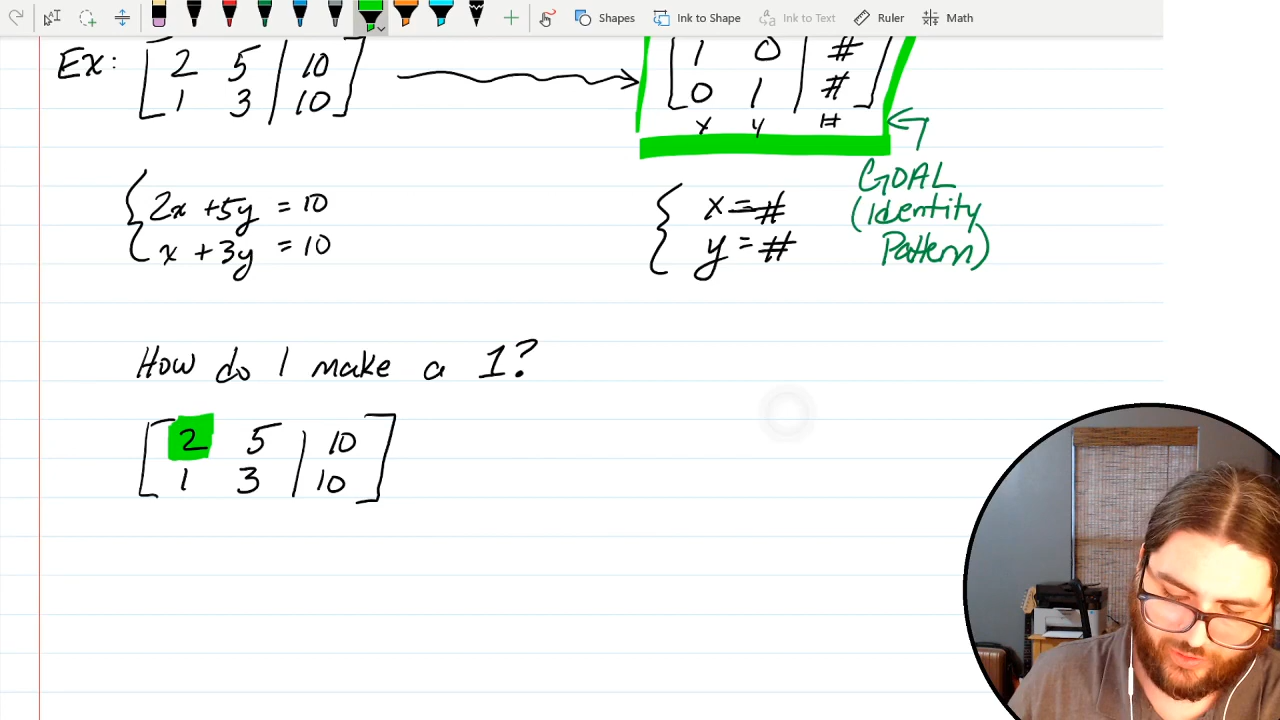 Shapes Ink to Shape Ink to Text Ruler Math
Ex: [ 2 5 | 10 ]
1 3 | 10
1 0 | #
0 1 | #
x y #
GOAL
(Identity
Pattern)
{ 2x + 5y = 10
x + 3y = 10
{ x = #
y = #
How do I make a 1?
[ 2 5 | 10 ]
1 3 | 10